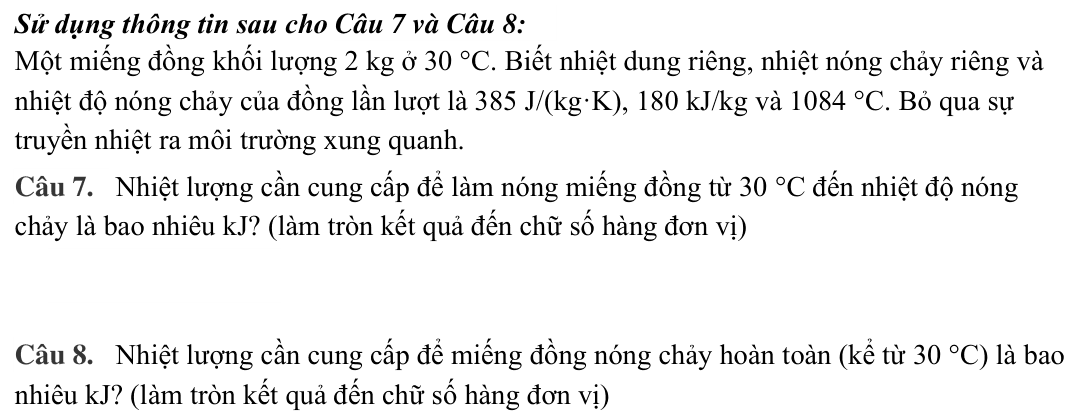 Sử dụng thông tin sau cho Câu 7 và Câu 8:
Một miếng đồng khối lượng 2 kg ở 30 °C. Biết nhiệt dung riêng, nhiệt nóng chảy riêng và
nhiệt độ nóng chảy của đồng lần lượt là 385 J/(kg·K), 180 kJ/kg và 1084 °C. Bỏ qua sự
truyền nhiệt ra môi trường xung quanh.
Câu 7. Nhiệt lượng cần cung cấp để làm nóng miếng đồng từ 30 °C đến nhiệt độ nóng
chảy là bao nhiêu kJ? (làm tròn kết quả đến chữ số hàng đơn vị)
Câu 8. Nhiệt lượng cần cung cấp để miếng đồng nóng chảy hoàn toàn (kể từ 30 °C) là bao
nhiêu kJ? (làm tròn kết quả đến chữ số hàng đơn vị)